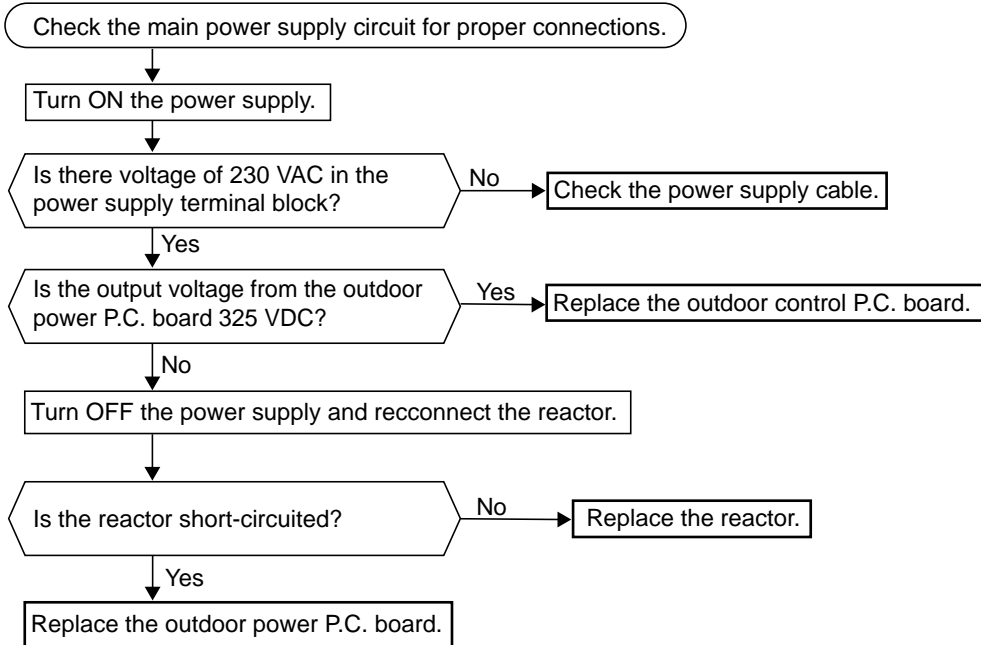 Check the main power supply circuit for proper connections.
Turn ON the power supply.
Is there voltage of 230 VAC in the
power supply terminal block?
No
Check the power supply cable.
Yes
Is the output voltage from the outdoor
power P.C. board 325 VDC?
Yes
Replace the outdoor control P.C. board.
No
Turn OFF the power supply and recconnect the reactor.
Is the reactor short-circuited?
No
Replace the reactor.
Yes
Replace the outdoor power P.C. board.